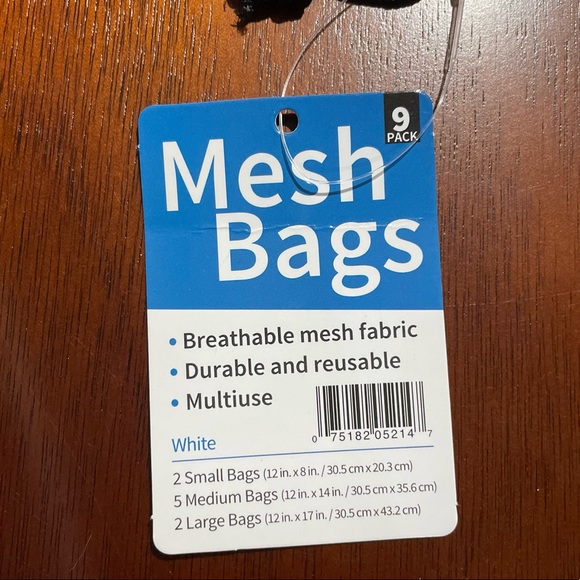 9
PACK
Mesh
Bags
• Breathable mesh fabric
• Durable and reusable
• Multiuse
0 75182 05214 7
White
2 Small Bags (12 in. x 8 in. / 30.5 cm x 20.3 cm)
5 Medium Bags (12 in. x 14 in. / 30.5 cm x 35.6 cm)
2 Large Bags (12 in. x 17 in. / 30.5 cm x 43.2 cm)